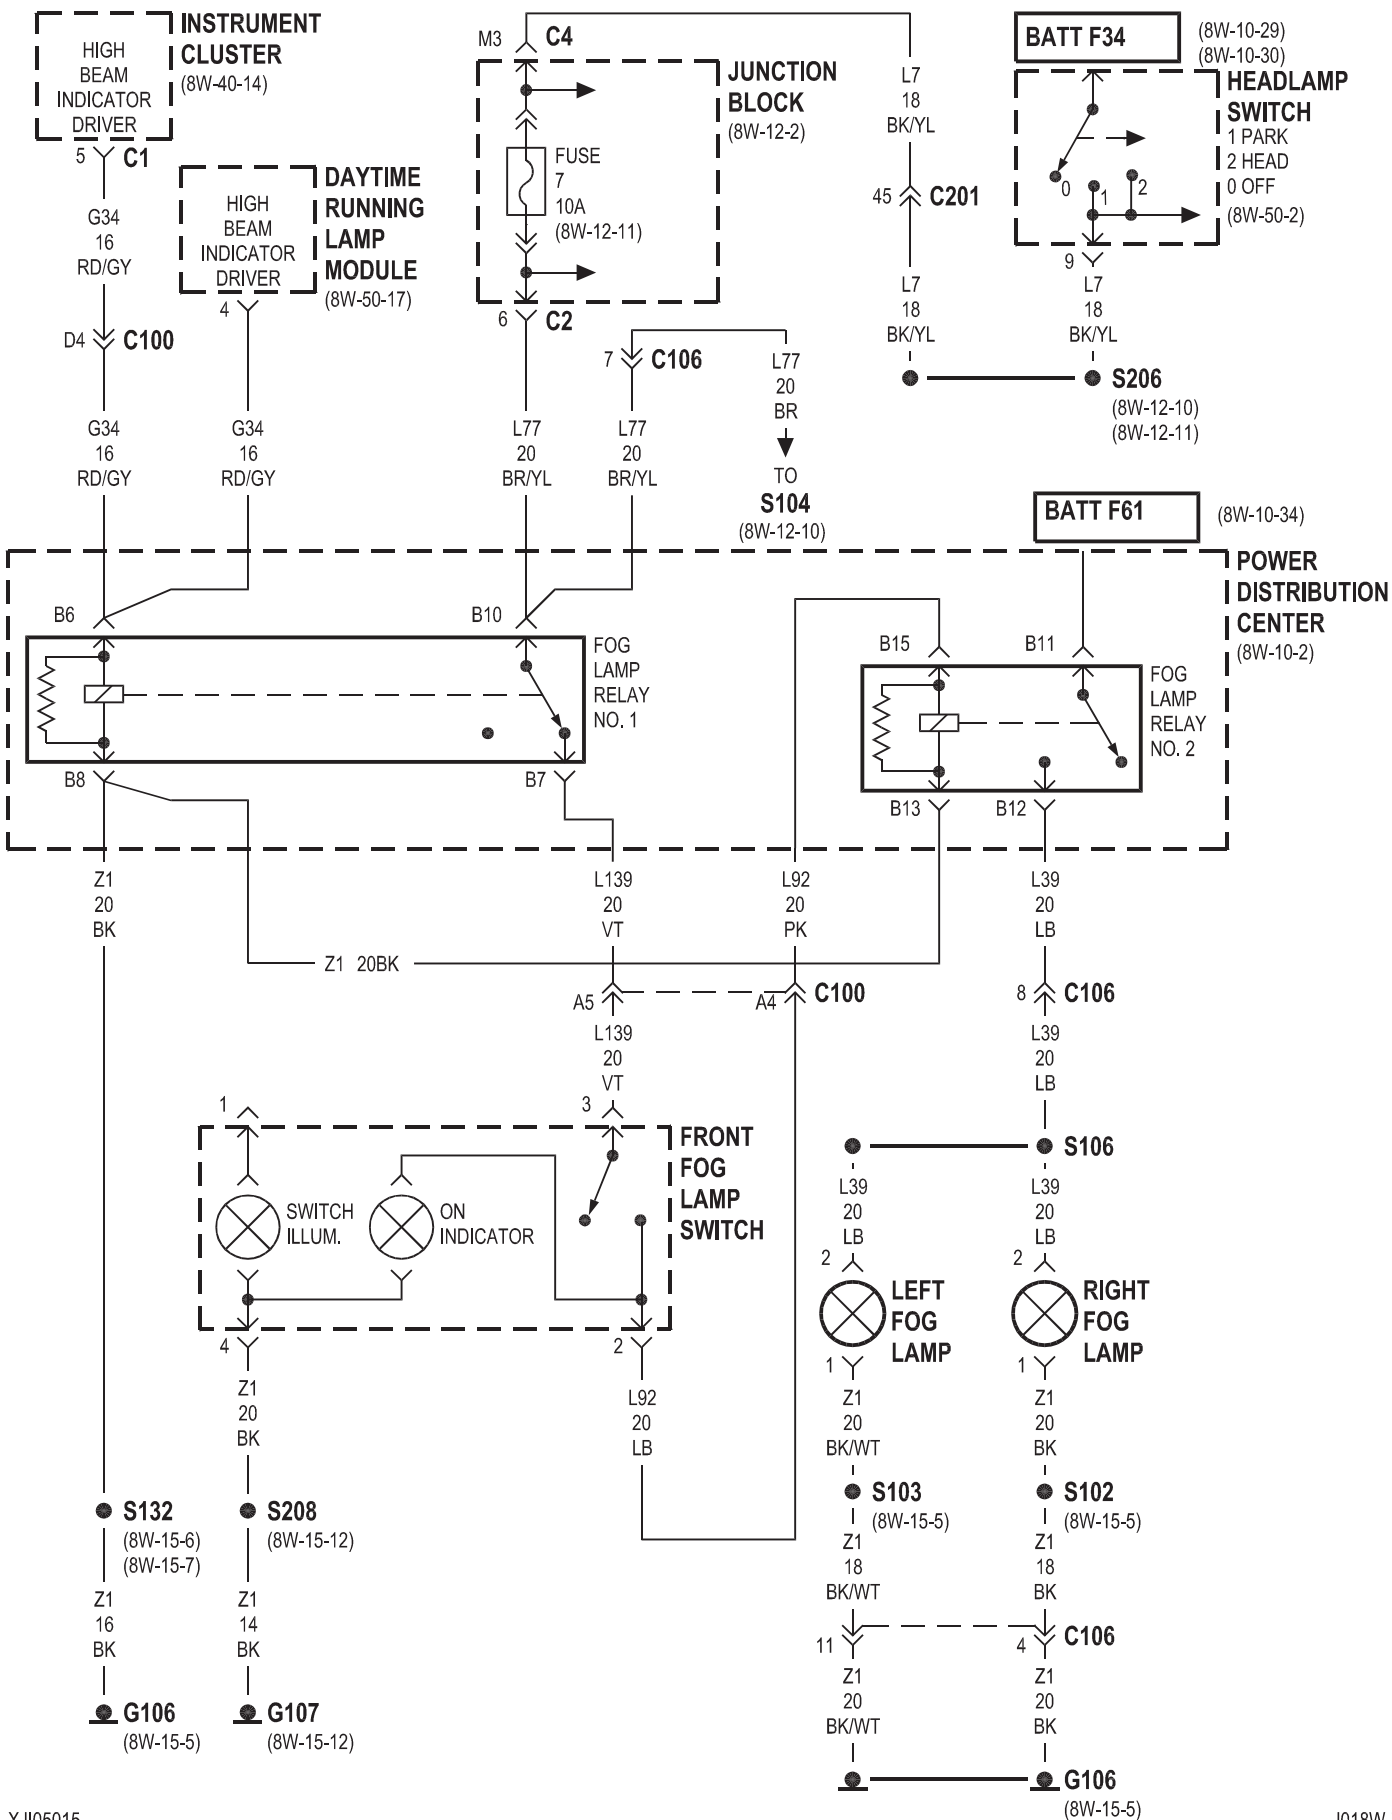 INSTRUMENT
CLUSTER
(8W-40-14)
HIGH
BEAM
INDICATOR
DRIVER
5
C1
G34
16
RD/GY
D4
C100
G34
16
RD/GY
DAYTIME
RUNNING
LAMP
MODULE
(8W-50-17)
HIGH
BEAM
INDICATOR
DRIVER
4
G34
16
RD/GY
M3
C4
JUNCTION
BLOCK
(8W-12-2)
FUSE
7
10A
(8W-12-11)
6
C2
L77
20
BR/YL
7
C106
L77
20
BR/YL
L77
20
BR
TO
S104
(8W-12-10)
L7
18
BK/YL
45
C201
L7
18
BK/YL
BATT F34
(8W-10-29)
(8W-10-30)
HEADLAMP
SWITCH
1 PARK
2 HEAD
0 OFF
(8W-50-2)
0
1
2
9
L7
18
BK/YL
S206
(8W-12-10)
(8W-12-11)
BATT F61
(8W-10-34)
POWER
DISTRIBUTION
CENTER
(8W-10-2)
B6
B10
FOG
LAMP
RELAY
NO. 1
B8
B7
B15
B11
FOG
LAMP
RELAY
NO. 2
B13
B12
Z1
20
BK
L139
20
VT
L92
20
PK
L39
20
LB
Z1 20BK
A5
A4
C100
8
C106
L139
20
VT
L39
20
LB
1
3
FRONT
FOG
LAMP
SWITCH
SWITCH
ILLUM.
ON
INDICATOR
4
2
Z1
20
BK
L92
20
LB
S106
L39
20
LB
L39
20
LB
2
2
LEFT
FOG
LAMP
RIGHT
FOG
LAMP
1
1
Z1
20
BK/WT
Z1
20
BK
S132
(8W-15-6)
(8W-15-7)
S208
(8W-15-12)
S103
(8W-15-5)
S102
(8W-15-5)
Z1
16
BK
Z1
14
BK
Z1
18
BK/WT
Z1
18
BK
11
4
C106
Z1
20
BK/WT
Z1
20
BK
G106
(8W-15-5)
G107
(8W-15-12)
G106
(8W-15-5)